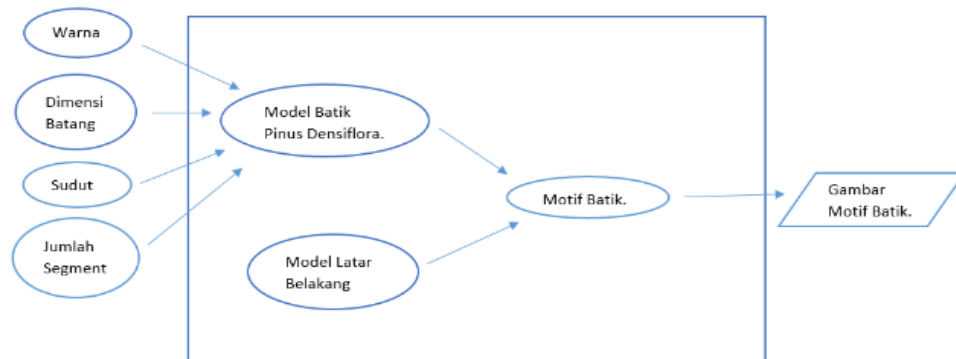 Warna
Dimensi
Batang
Sudut
Jumlah
Segment
Model Batik
Pinus Densiflora.
Model Latar
Belakang
Motif Batik.
Gambar
Motif Batik.